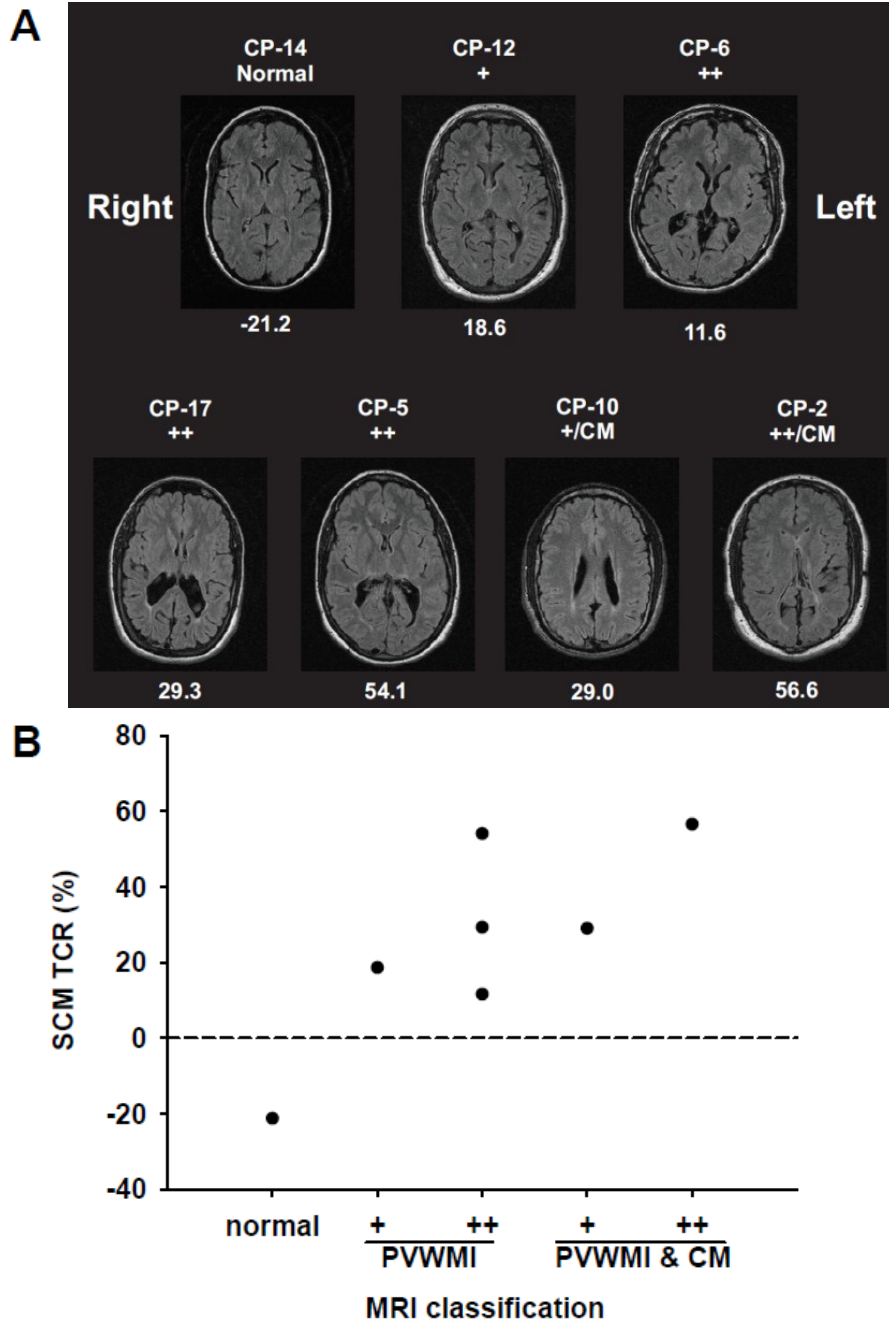 A
CP-14
Normal
CP-12
+
CP-6
++
Right
Left
-21.2
18.6
11.6
CP-17
++
CP-5
++
CP-10
+/CM
CP-2
++/CM
29.3
54.1
29.0
56.6
B
80
60
40
20
0
-20
-40
SCM TCR (%)
normal
+
++
+
++
PVWMI
PVWMI & CM
MRI classification